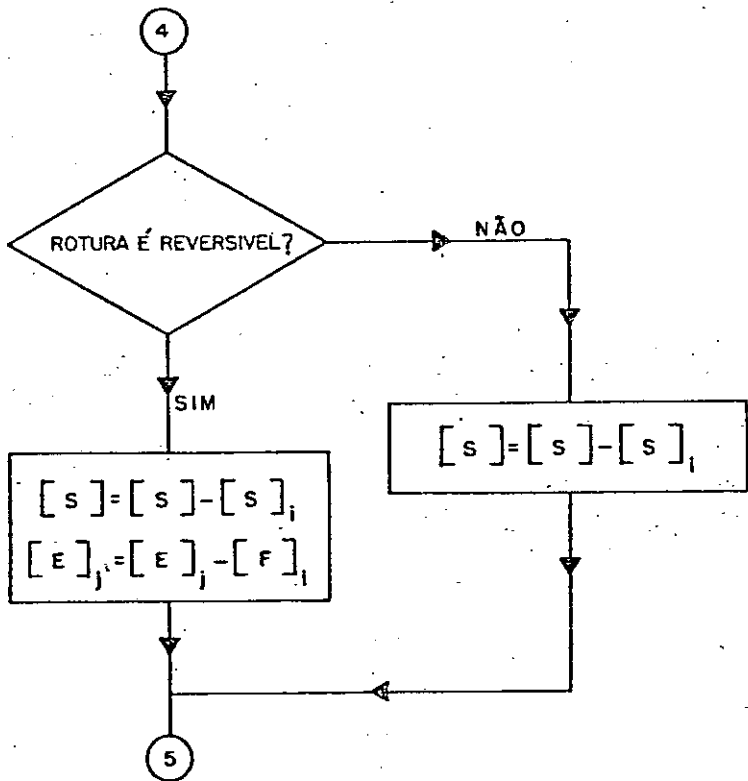 4
ROTURA É REVERSIVEL?
NÃO
SIM
[S]=[S]-[S]i
[S]=[S]-[S]i
[E]j=[E]j-[F]i
5